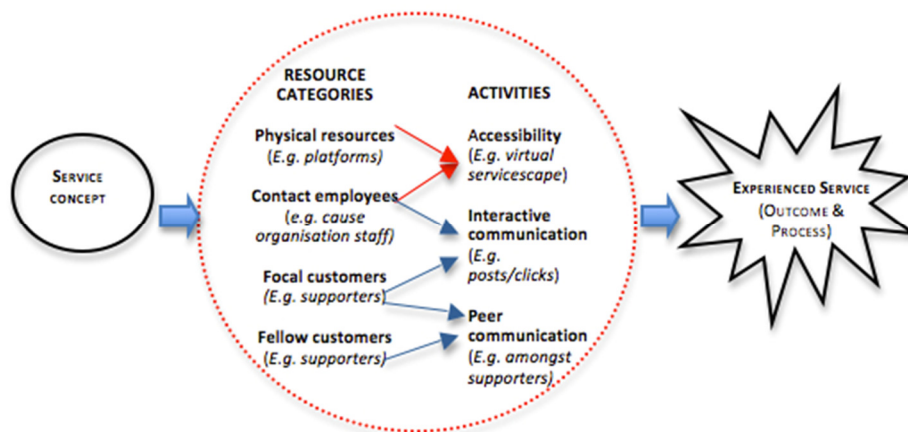 SERVICE
CONCEPT
RESOURCE
CATEGORIES
Physical resources
(E.g. platforms)
Contact employees
(e.g. cause
organisation staff)
Focal customers
(E.g. supporters)
Fellow customers
(E.g. supporters)
ACTIVITIES
Accessibility
(E.g. virtual
servicescape)
Interactive
communication
(E.g.
posts/clicks)
Peer
communication
(E.g. amongst
supporters)
EXPERIENCED SERVICE
(OUTCOME &
PROCESS)